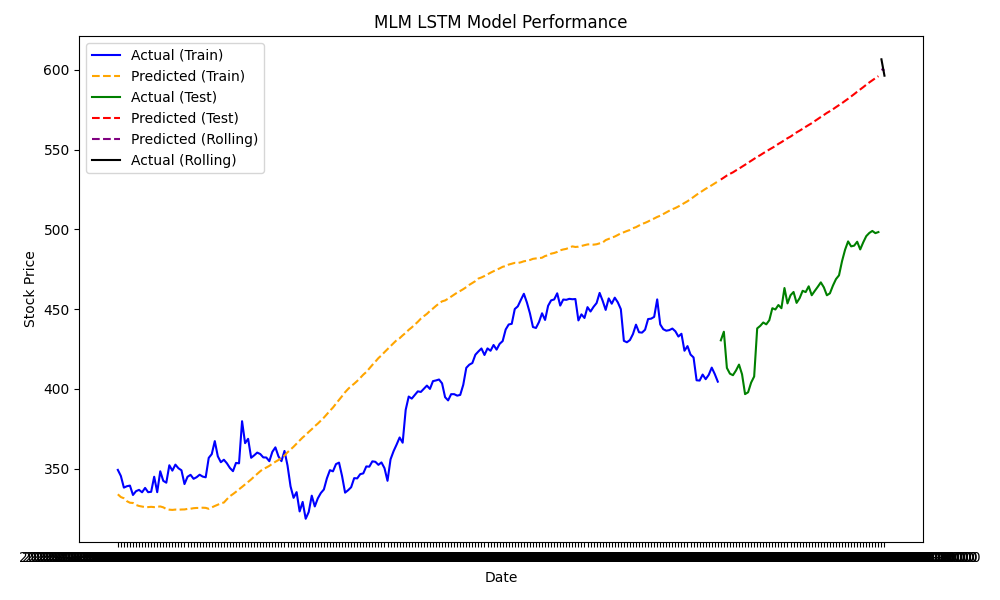 MLM LSTM Model Performance
Actual (Train)
Predicted (Train)
Actual (Test)
Predicted (Test)
Predicted (Rolling)
Actual (Rolling)
600
550
500
450
400
350
Stock Price
Date